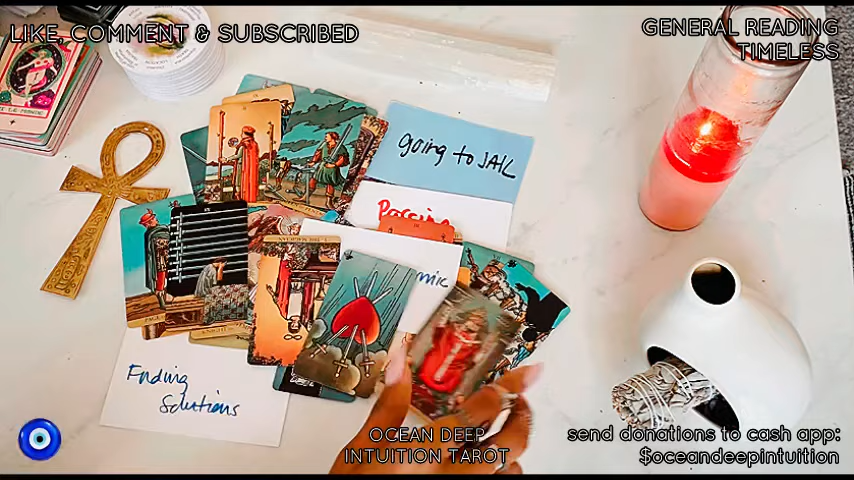 LIKE, COMMENT & SUBSCRIBED
GENERAL READING
TIMELESS
going to JAIL
Finding
Solutions
OCEAN DEEP
INTUITION TAROT
send donations to cash app:
$oceandeepintuition